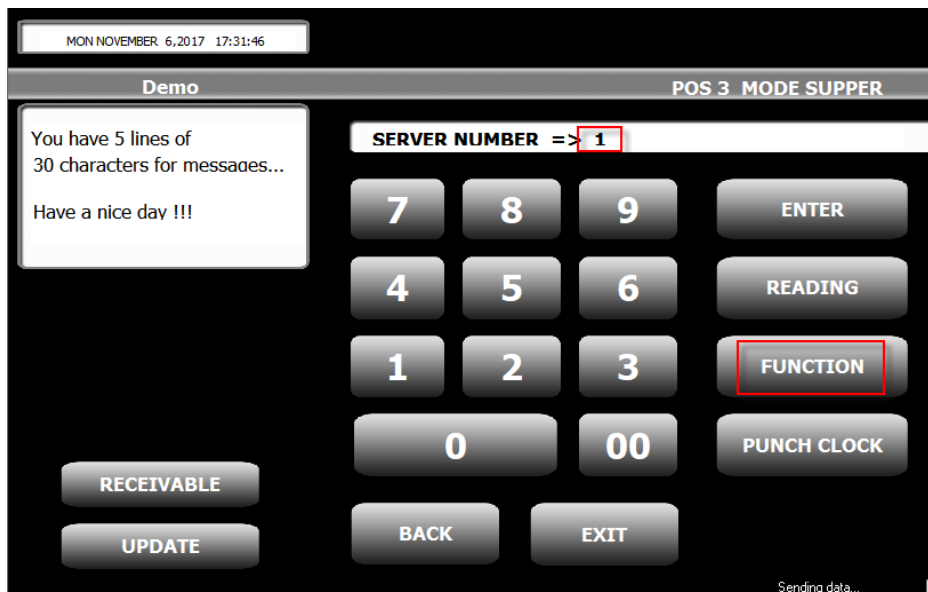 MON NOVEMBER 6,2017 17:31:46
Demo
POS 3 MODE SUPPER
You have 5 lines of
30 characters for messages...
Have a nice day !!!
SERVER NUMBER => 1
7 8 9 ENTER
4 5 6 READING
1 2 3 FUNCTION
0 00 PUNCH CLOCK
RECEIVABLE
UPDATE
BACK EXIT
Sending data...